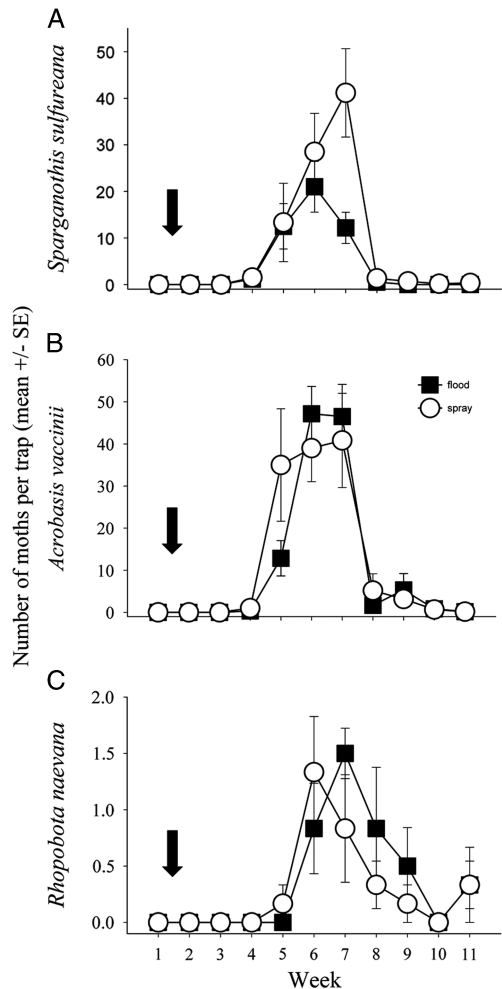 A
Sparganothis sulfureana
50
40
30
20
10
0
Number of moths per trap (mean +/- SE)
B
Acrobasis vaccinii
60
50
40
30
20
10
0
flood
spray
C
Rhopobota naevana
2.0
1.5
1.0
0.5
0.0
1 2 3 4 5 6 7 8 9 10 11
Week